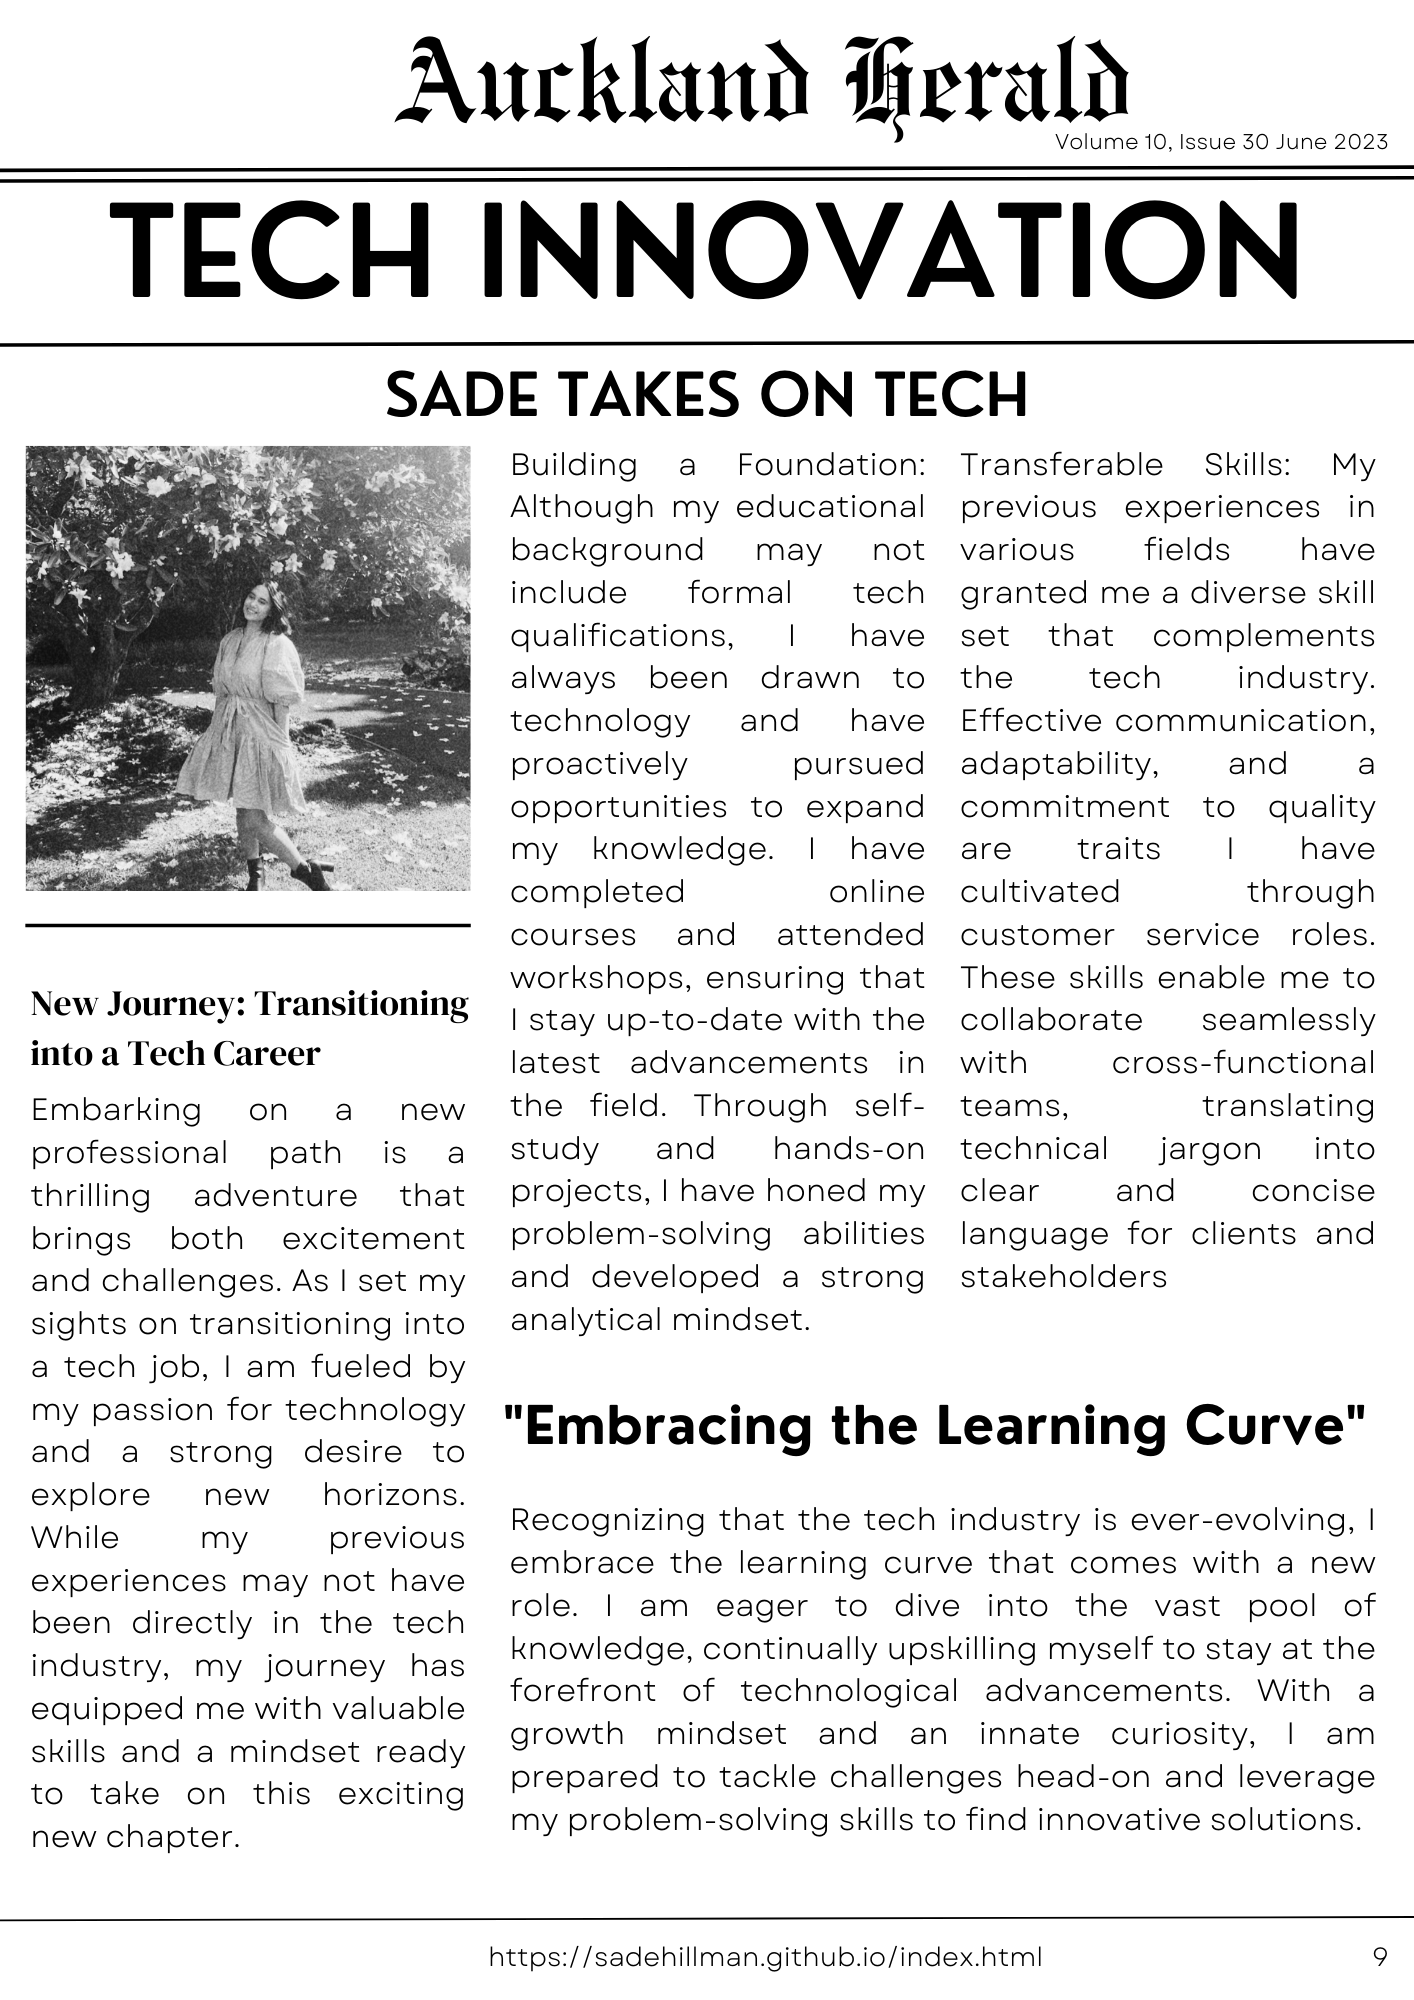 Auckland Herald
Volume 10, Issue 30 June 2023
TECH INNOVATION
SADE TAKES ON TECH
New Journey: Transitioning
into a Tech Career
Embarking on a new
professional path is a
thrilling adventure that
brings both excitement
and challenges. As I set my
sights on transitioning into
a tech job, I am fueled by
my passion for technology
and a strong desire to
explore new horizons.
While my previous
experiences may not have
been directly in the tech
industry, my journey has
equipped me with valuable
skills and a mindset ready
to take on this exciting
new chapter.
Building a Foundation:
Although my educational
background may not
include formal tech
qualifications, I have
always been drawn to
technology and have
proactively pursued
opportunities to expand
my knowledge. I have
completed online
courses and attended
workshops, ensuring that
I stay up-to-date with the
latest advancements in
the field. Through self-
study and hands-on
projects, I have honed my
problem-solving abilities
and developed a strong
analytical mindset.
Transferable Skills: My
previous experiences in
various fields have
granted me a diverse skill
set that complements
the tech industry.
Effective communication,
adaptability, and a
commitment to quality
are traits I have
cultivated through
customer service roles.
These skills enable me to
collaborate seamlessly
with cross-functional
teams, translating
technical jargon into
clear and concise
language for clients and
stakeholders
"Embracing the Learning Curve"
Recognizing that the tech industry is ever-evolving, I
embrace the learning curve that comes with a new
role. I am eager to dive into the vast pool of
knowledge, continually upskilling myself to stay at the
forefront of technological advancements. With a
growth mindset and an innate curiosity, I am
prepared to tackle challenges head-on and leverage
my problem-solving skills to find innovative solutions.
https://sadehillman.github.io/index.html
9